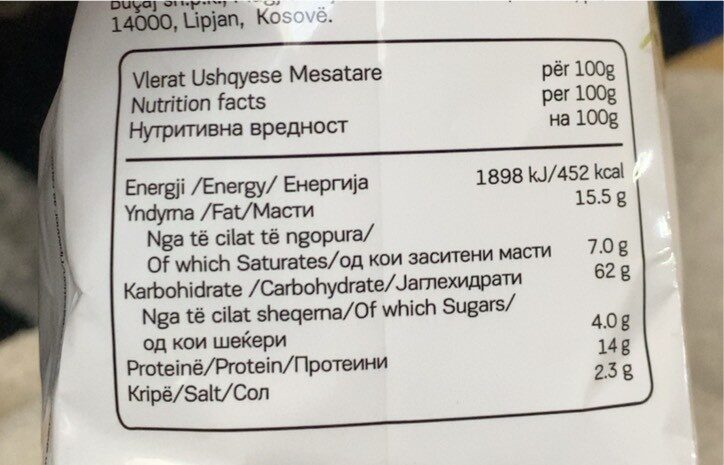 14000, Lipjan, Kosovë.
Vlerat Ushqyese Mesatare për 100g
Nutrition facts per 100g
Нутритивна вредност на 100g
Energji /Energy/ Енергија 1898 kJ/452 kcal
Yndyrna /Fat/Масти 15.5 g
Nga të cilat të ngopura/
Of which Saturates/од кои заситени масти 7.0 g
Karbohidrate /Carbohydrate/Јаглехидрати 62 g
Nga të cilat sheqerna/Of which Sugars/
од кои шеќери 4.0 g
Proteinë/Protein/Протеини 14 g
Kripë/Salt/Сол 2.3 g